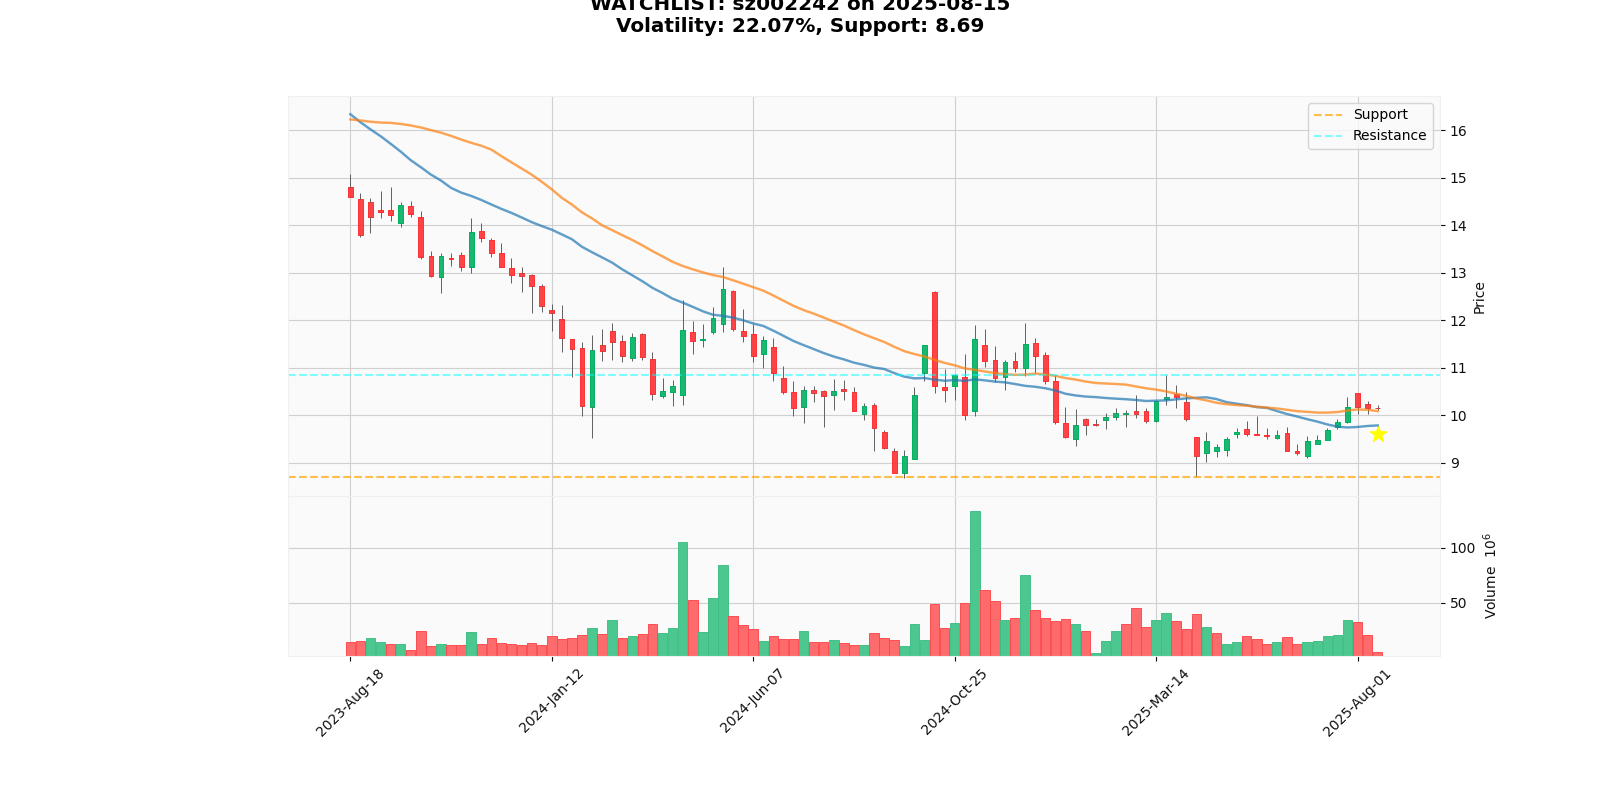 WATCHLIST: sz002242 on 2025-08-15
Volatility: 22.07%, Support: 8.69
Support
Resistance
16
15
14
13
12
11
10
9
Price
100
50
Volume 10^6
2023-Aug-18
2024-Jan-12
2024-Jun-07
2024-Oct-25
2025-Mar-14
2025-Aug-01